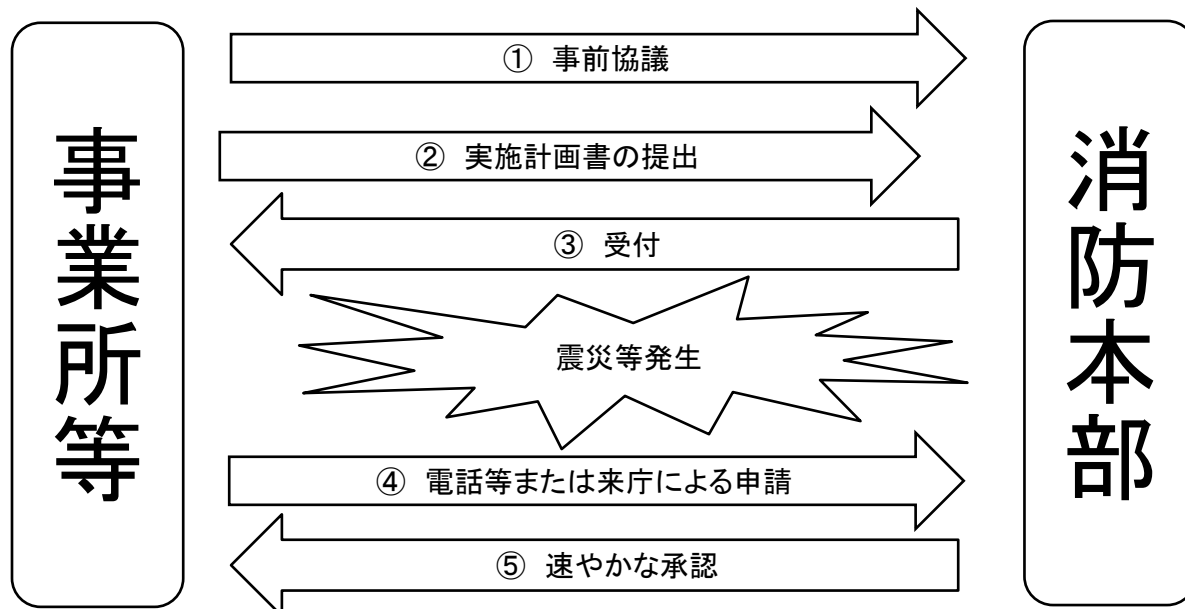 事業所等
① 事前協議
② 実施計画書の提出
③ 受付
震災等発生
④ 電話等または来庁による申請
⑤ 速やかな承認
消防本部